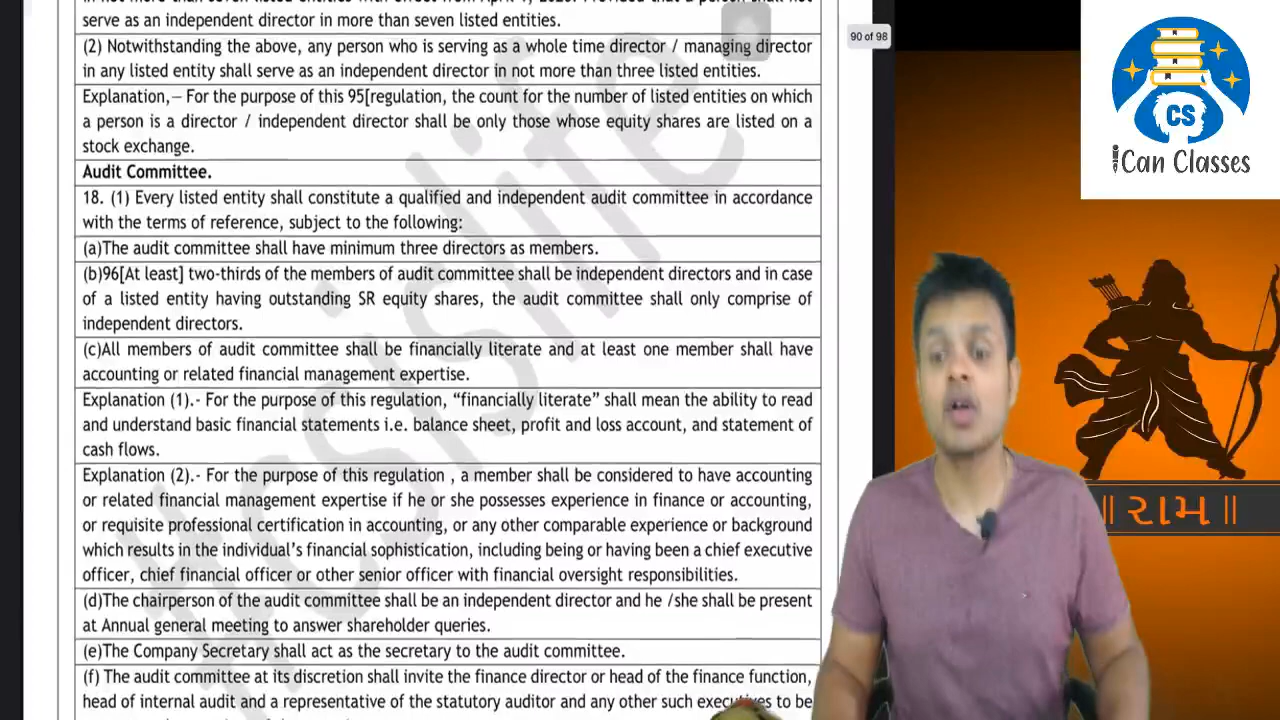 serve as an independent director in more than seven listed entities.
(2) Notwithstanding the above, any person who is serving as a whole time director / managing director
in any listed entity shall serve as an independent director in not more than three listed entities.
Explanation,— For the purpose of this 95[regulation, the count for the number of listed entities on which
a person is a director / independent director shall be only those whose equity shares are listed on a
stock exchange.
Audit Committee.
18. (1) Every listed entity shall constitute a qualified and independent audit committee in accordance
with the terms of reference, subject to the following:
(a)The audit committee shall have minimum three directors as members.
(b)96[At least] two-thirds of the members of audit committee shall be independent directors and in case
of a listed entity having outstanding SR equity shares, the audit committee shall only comprise of
independent directors.
(c)All members of audit committee shall be financially literate and at least one member shall have
accounting or related financial management expertise.
Explanation (1).- For the purpose of this regulation, “financially literate” shall mean the ability to read
and understand basic financial statements i.e. balance sheet, profit and loss account, and statement of
cash flows.
Explanation (2).- For the purpose of this regulation , a member shall be considered to have accounting
or related financial management expertise if he or she possesses experience in finance or accounting,
or requisite professional certification in accounting, or any other comparable experience or background
which results in the individual’s financial sophistication, including being or having been a chief executive
officer, chief financial officer or other senior officer with financial oversight responsibilities.
(d)The chairperson of the audit committee shall be an independent director and he /she shall be present
at Annual general meeting to answer shareholder queries.
(e)The Company Secretary shall act as the secretary to the audit committee.
(f) The audit committee at its discretion shall invite the finance director or head of the finance function,
head of internal audit and a representative of the statutory auditor and any other such executives to be
90 of 98
CS
iCan Classes
॥ રામ ॥